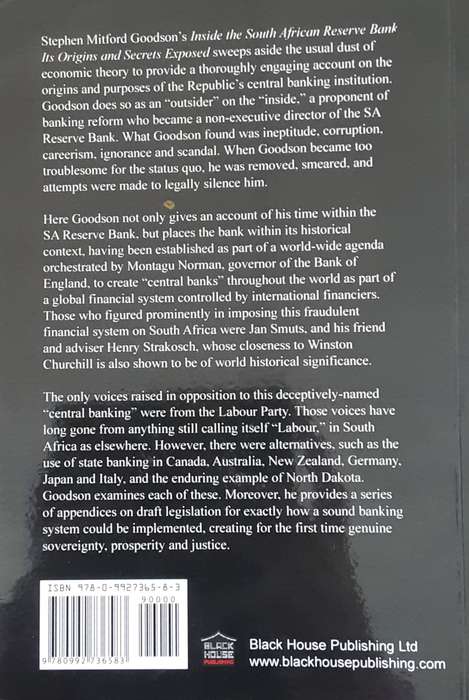 Stephen Mitford Goodson's Inside the South African Reserve Bank
Its Origins and Secrets Exposed sweeps aside the usual dust of
economic theory to provide a thoroughly engaging account on the
origins and purposes of the Republic's central banking institution.
Goodson does so as an "outsider" on the "inside," a proponent of
banking reform who became a non-executive director of the SA
Reserve Bank. What Goodson found was ineptitude, corruption,
careerism, ignorance and scandal. When Goodson became too
troublesome for the status quo, he was removed, smeared, and
attempts were made to legally silence him.
Here Goodson not only gives an account of his time within the
SA Reserve Bank, but places the bank within its historical
context, having been established as part of a world-wide agenda
orchestrated by Montagu Norman, governor of the Bank of
England, to create "central banks" throughout the world as part of
a global financial system controlled by international financiers.
Those who figured prominently in imposing this fraudulent
financial system on South Africa were Jan Smuts, and his friend
and adviser Henry Strakosch, whose closeness to Winston
Churchill is also shown to be of world historical significance.
The only voices raised in opposition to this deceptively-named
"central banking" were from the Labour Party. Those voices have
long gone from anything still calling itself "Labour," in South
Africa as elsewhere. However, there were alternatives, such as the
use of state banking in Canada, Australia, New Zealand, Germany,
Japan and Italy, and the enduring example of North Dakota.
Goodson examines each of these. Moreover, he provides a series
of appendices on draft legislation for exactly how a sound banking
system could be implemented, creating for the first time genuine
sovereignty, prosperity and justice.
ISBN 978-0-9927365-8-3
90000
9 780992 736583
BLACK
HOUSE
PUBLISHING
Black House Publishing Ltd
www.blackhousepublishing.com